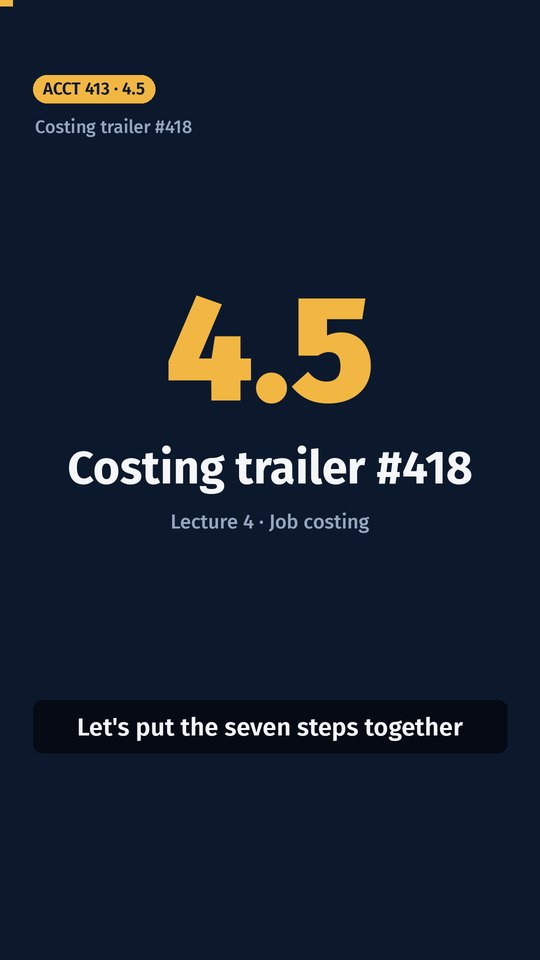 ACCT 413 · 4.5
Costing trailer #418
4.5
Costing trailer #418
Lecture 4 · Job costing
Let's put the seven steps together